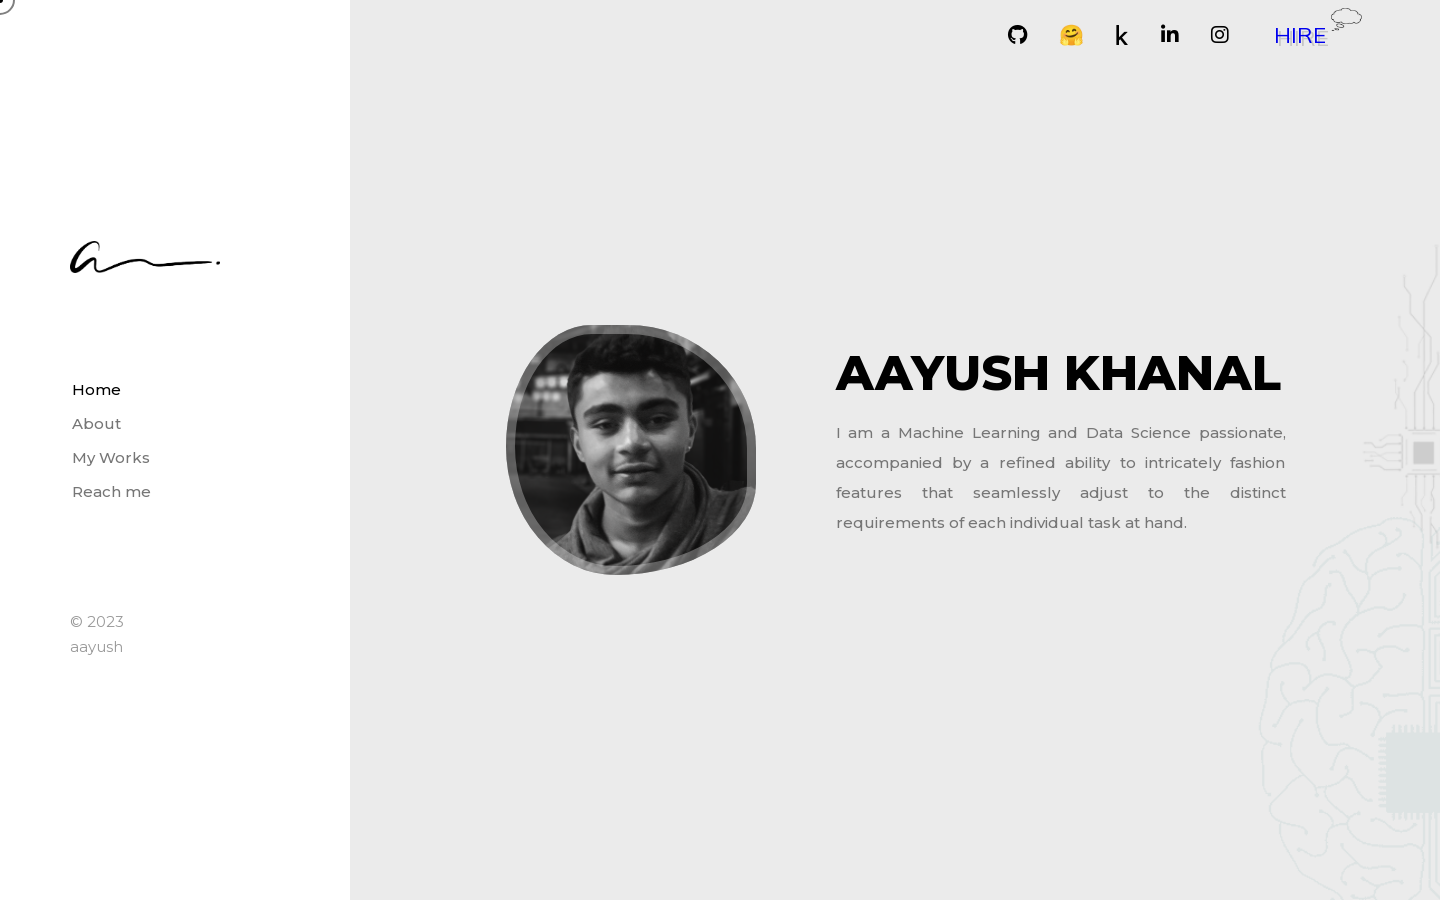 k
HIRE
Home
About
My Works
Reach me
© 2023
aayush
AAYUSH KHANAL
I am a Machine Learning and Data Science passionate,
accompanied by a refined ability to intricately fashion
features that seamlessly adjust to the distinct
requirements of each individual task at hand.